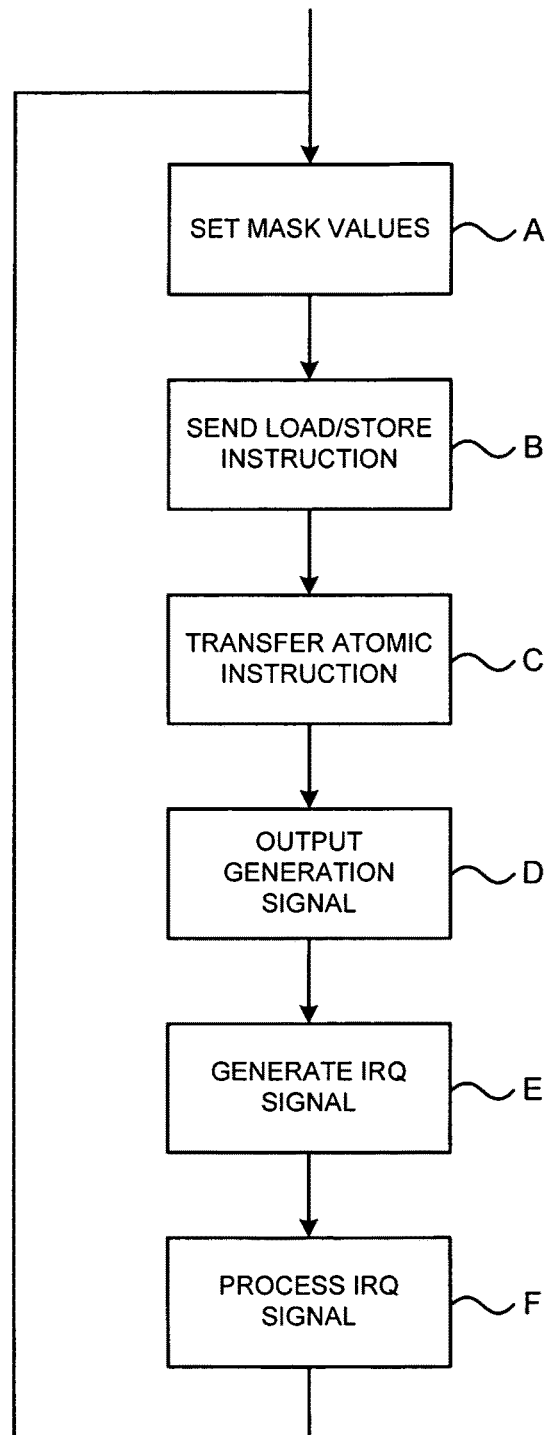 SET MASK VALUES
A
SEND LOAD/STORE
INSTRUCTION
B
TRANSFER ATOMIC
INSTRUCTION
C
OUTPUT
GENERATION
SIGNAL
D
GENERATE IRQ
SIGNAL
E
PROCESS IRQ
SIGNAL
F